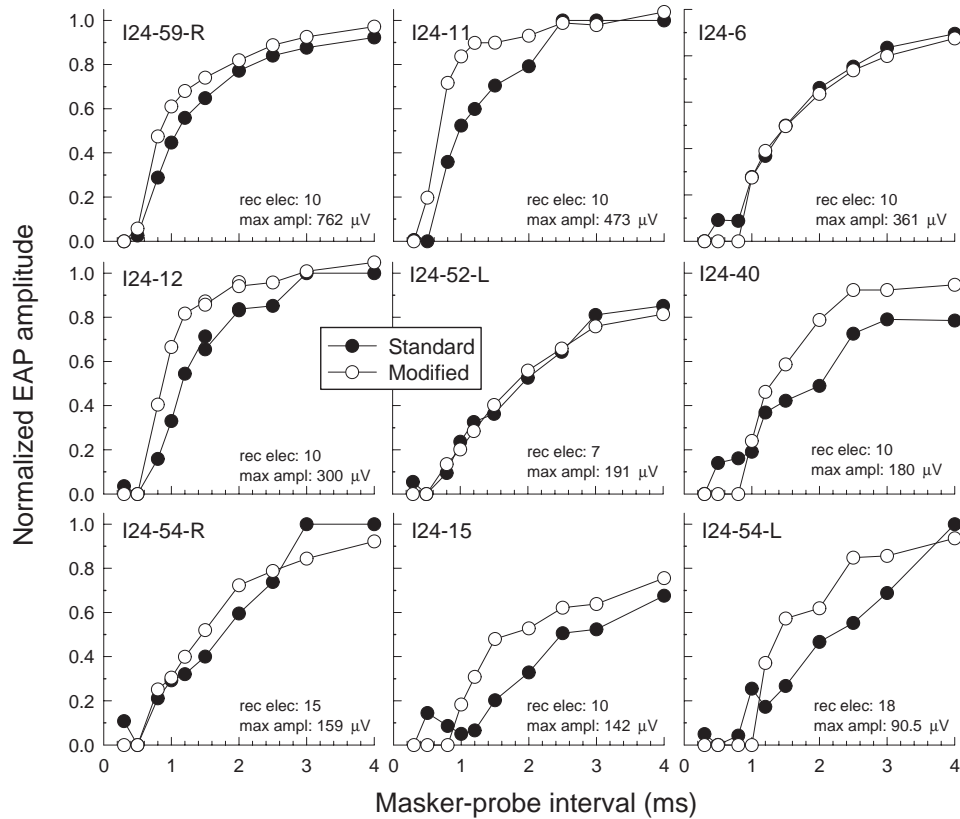 I24-59-R
I24-11
I24-6
1.0
0.8
0.6
0.4
0.2
0.0
rec elec: 10
max ampl: 762 µV
rec elec: 10
max ampl: 473 µV
rec elec: 10
max ampl: 361 µV
I24-12
I24-52-L
I24-40
1.0
0.8
0.6
0.4
0.2
0.0
Standard
Modified
rec elec: 10
max ampl: 300 µV
rec elec: 7
max ampl: 191 µV
rec elec: 10
max ampl: 180 µV
I24-54-R
I24-15
I24-54-L
1.0
0.8
0.6
0.4
0.2
0.0
rec elec: 15
max ampl: 159 µV
rec elec: 10
max ampl: 142 µV
rec elec: 18
max ampl: 90.5 µV
0 1 2 3 4
0 1 2 3 4
0 1 2 3 4
Normalized EAP amplitude
Masker-probe interval (ms)